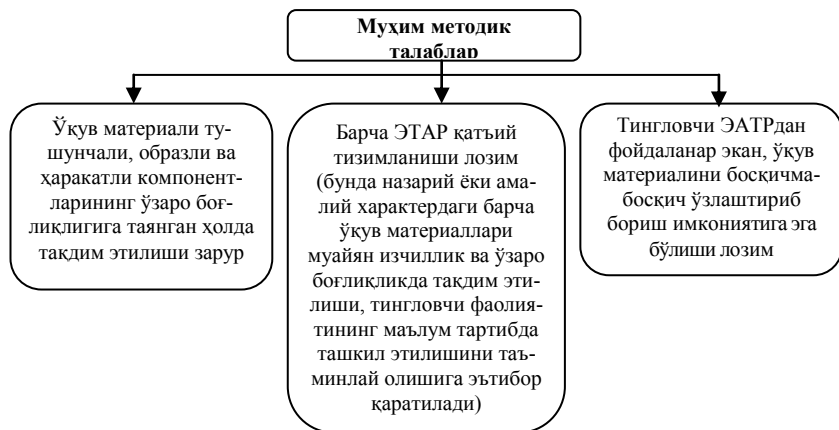 Муҳим методик
талаблар
Ўқув материали ту-
шунчали, образли ва
ҳаракатли компонент-
ларининг ўзаро боғ-
лиқлигига таянган ҳолда
тақдим этилиши зарур
Барча ЭТАР қатъий
тизимланиши лозим
(бунда назарий ёки ама-
лий характердаги барча
ўқув материаллари
муайян изчиллик ва ўзаро
боғлиқликда тақдим эти-
лиши, тингловчи фаолия-
тининг маълум тартибда
ташкил этилишини таъ-
минлай олишига эътибор
қаратилади)
Тингловчи ЭАТРдан
фойдаланар экан, ўқув
материалини босқичма-
босқич ўзлаштириб
бориш имкониятига эга
бўлиши лозим